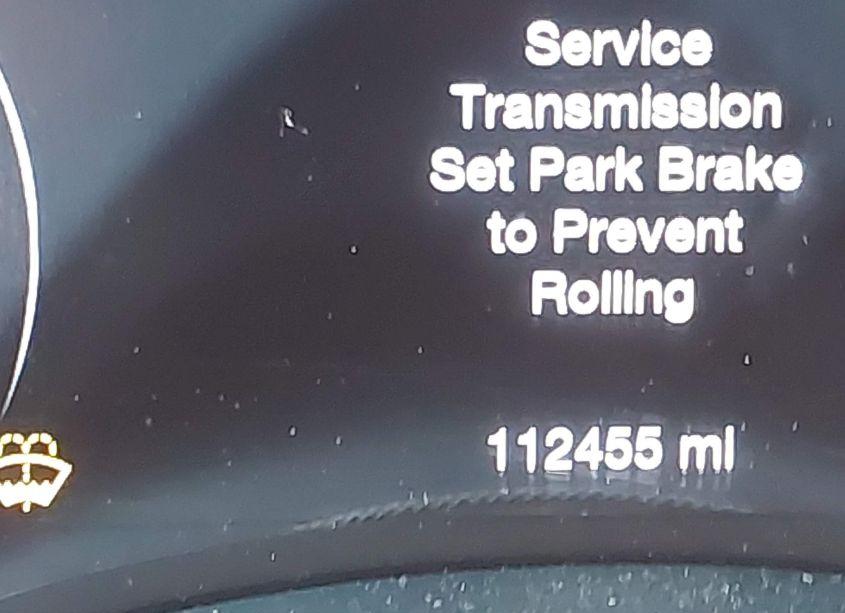 Service
Transmission
Set Park Brake
to Prevent
Rolling
112455 mi